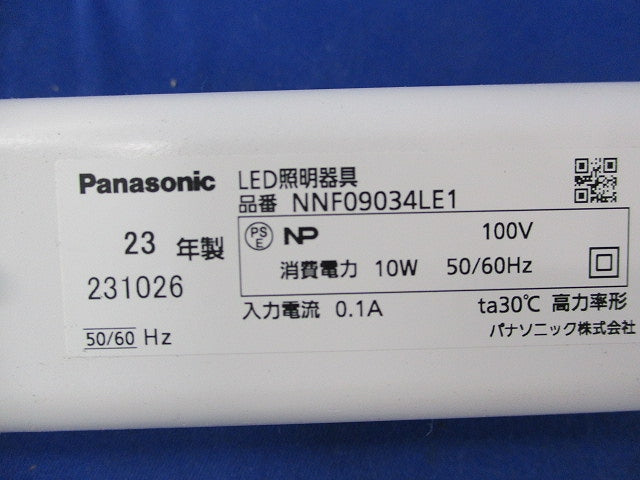 Panasonic
LED照明器具
品番 NNF09034LE1
23 年製
231026
50/60 Hz
PS
E
NP
100V
消費電力 10W 50/60Hz
入力電流 0.1A
ta30℃ 高力率形
パナソニック株式会社